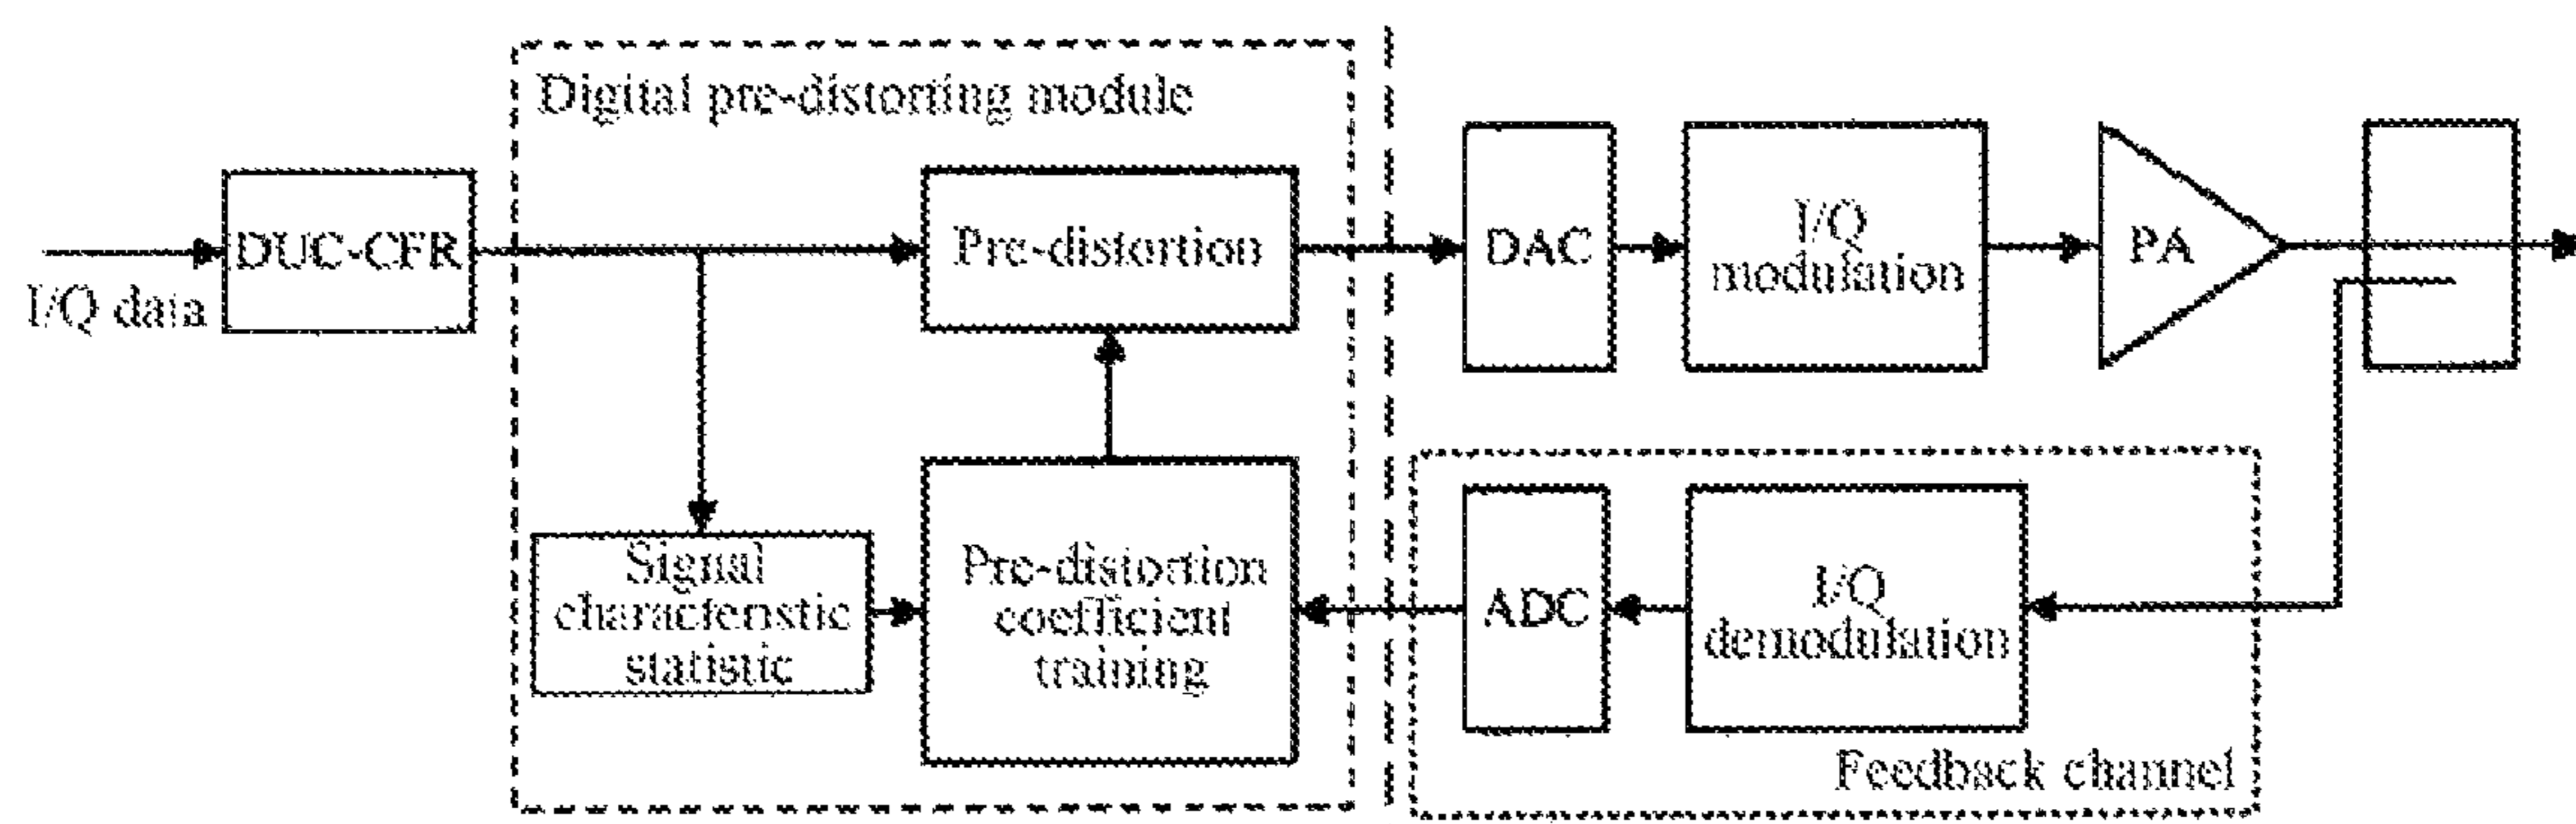 Digital pre-distorting module
I/Q data
DUC-CFR
Pre-distortion
DAC
I/Q
modulation
PA
Signal
characteristic
statistic
Pre-distortion
coefficient
training
ADC
I/Q
demodulation
Feedback channel